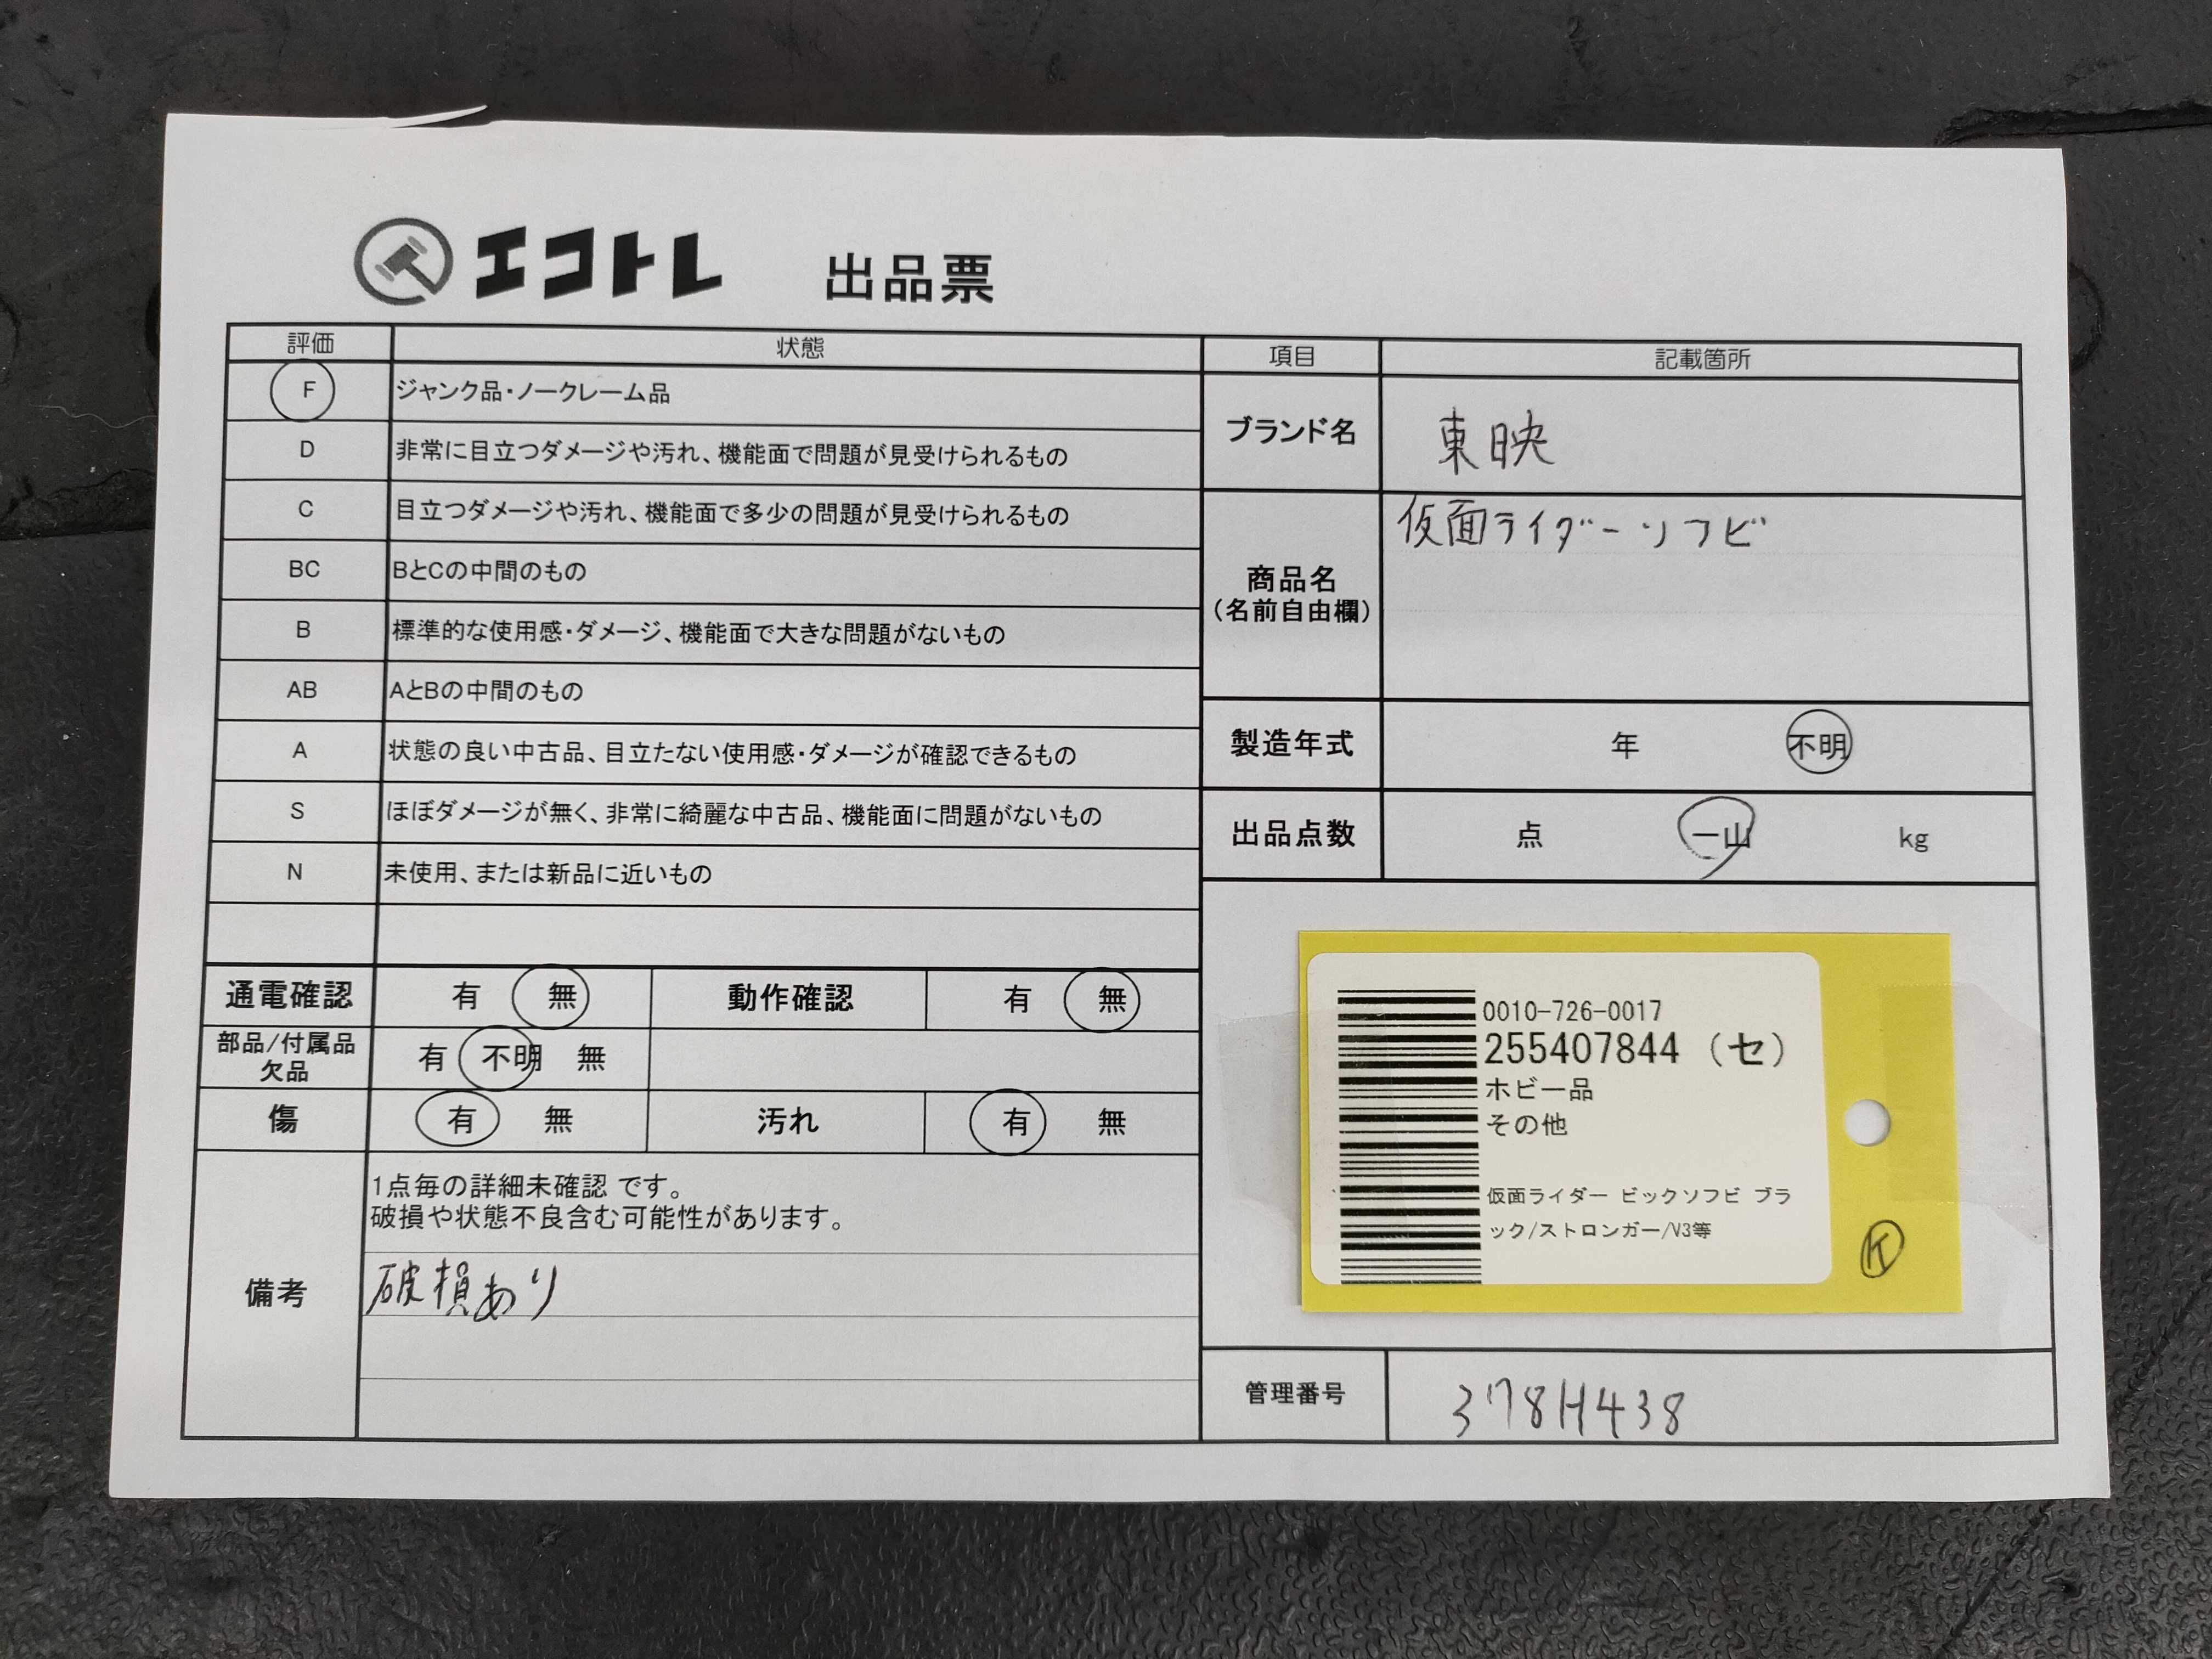 エコトレ 出品票
評価 状態
F ジャンク品・ノークレーム品
D 非常に目立つダメージや汚れ、機能面で問題が見受けられるもの
C 目立つダメージや汚れ、機能面で多少の問題が見受けられるもの
BC BとCの中間のもの
B 標準的な使用感・ダメージ、機能面で大きな問題がないもの
AB AとBの中間のもの
A 状態の良い中古品、目立たない使用感・ダメージが確認できるもの
S ほぼダメージが無く、非常に綺麗な中古品、機能面に問題がないもの
N 未使用、または新品に近いもの
通電確認 有 無 動作確認 有 無
部品/付属品
欠品 有 不明 無
傷 有 無 汚れ 有 無
備考
1点毎の詳細未確認 です。
破損や状態不良含む可能性があります。
破損あり
項目 記載箇所
ブランド名 東映
商品名
(名前自由欄)
仮面ライダーソフビ
製造年式 年 不明
出品点数 点 一山 kg
0010-726-0017
255407844 (セ)
ホビー品
その他
仮面ライダー ビックソフビ ブラ
ック/ストロンガー/V3等
K
管理番号 378H438